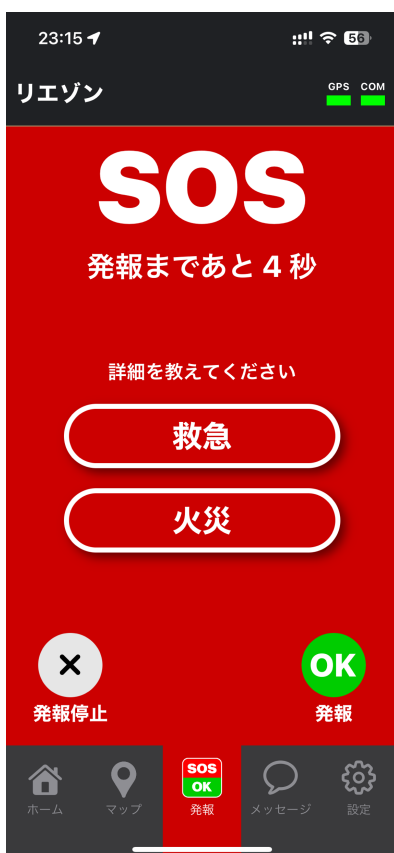 23:15
56
リエゾン
GPS COM
SOS
発報まであと 4 秒
詳細を教えてください
救急
火災
OK
発報停止
発報
SOS
OK
ホーム
マップ
発報
メッセージ
設定